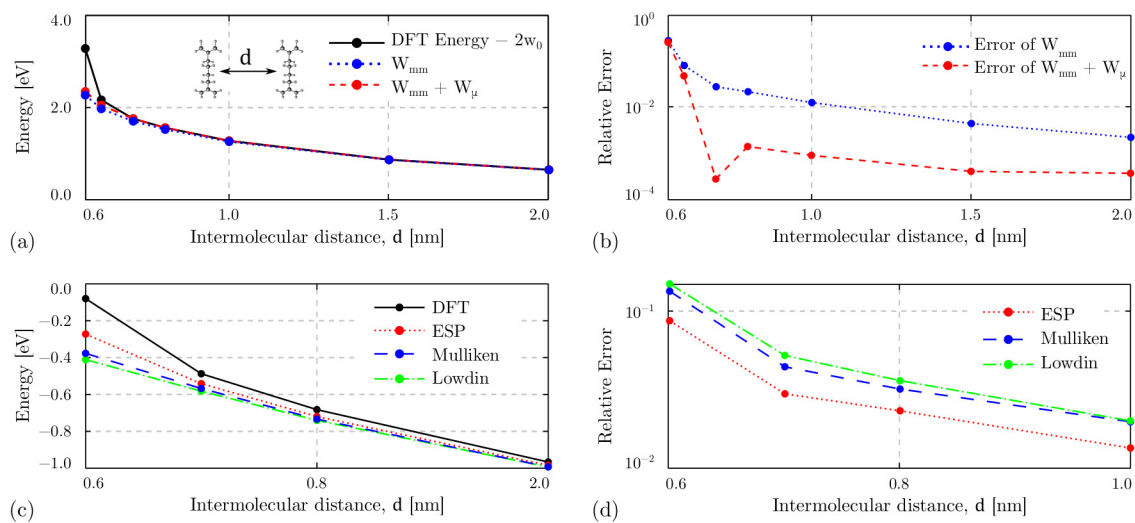 4.0
2.0
0.0
Energy [eV]
d
DFT Energy − 2w₀
Wₘₘ
Wₘₘ + Wμ
0.6
1.0
1.5
2.0
Intermolecular distance, d [nm]
(a)
10⁻²
10⁻⁴
Relative Error
Error of Wₘₘ
Error of Wₘₘ + Wμ
0.6
1.0
1.5
2.0
Intermolecular distance, d [nm]
(b)
0.0
−0.2
−0.4
−0.6
−0.8
−1.0
Energy [eV]
DFT
ESP
Mulliken
Lowdin
0.6
0.8
2.0
Intermolecular distance, d [nm]
(c)
10⁻¹
10⁻²
Relative Error
ESP
Mulliken
Lowdin
0.6
0.8
1.0
Intermolecular distance, d [nm]
(d)